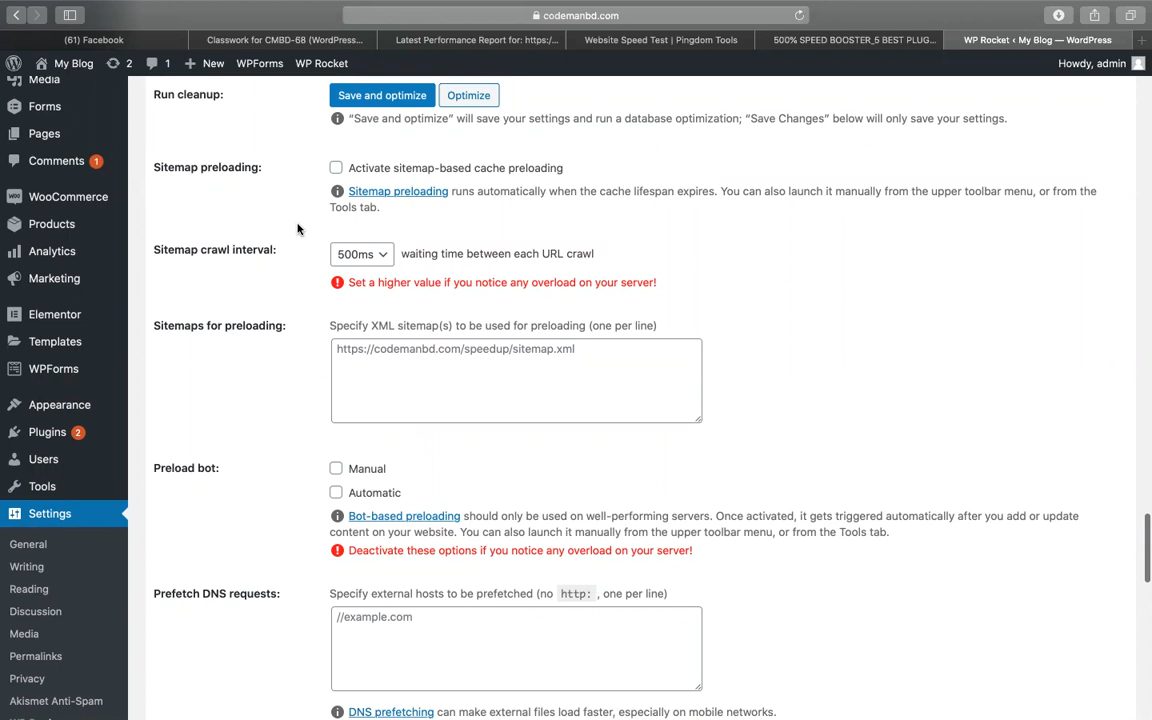 codemanbd.com
(61) Facebook
Classwork for CMBD-68 (WordPress...
Latest Performance Report for: https:/...
Website Speed Test | Pingdom Tools
500% SPEED BOOSTER_5 BEST PLUG...
WP Rocket ‹ My Blog — WordPress
My Blog 2 1 New WPForms WP Rocket Howdy, admin
Media
Forms
Pages
Comments 1
WooCommerce
Products
Analytics
Marketing
Elementor
Templates
WPForms
Appearance
Plugins 2
Users
Tools
Settings
General
Writing
Reading
Discussion
Media
Permalinks
Privacy
Akismet Anti-Spam
Run cleanup: Save and optimize Optimize
“Save and optimize” will save your settings and run a database optimization; “Save Changes” below will only save your settings.
Sitemap preloading: Activate sitemap-based cache preloading
Sitemap preloading runs automatically when the cache lifespan expires. You can also launch it manually from the upper toolbar menu, or from the
Tools tab.
Sitemap crawl interval: 500ms waiting time between each URL crawl
Set a higher value if you notice any overload on your server!
Sitemaps for preloading: Specify XML sitemap(s) to be used for preloading (one per line)
https://codemanbd.com/speedup/sitemap.xml
Preload bot: Manual
Automatic
Bot-based preloading should only be used on well-performing servers. Once activated, it gets triggered automatically after you add or update
content on your website. You can also launch it manually from the upper toolbar menu, or from the Tools tab.
Deactivate these options if you notice any overload on your server!
Prefetch DNS requests: Specify external hosts to be prefetched (no http: , one per line)
//example.com
DNS prefetching can make external files load faster, especially on mobile networks.